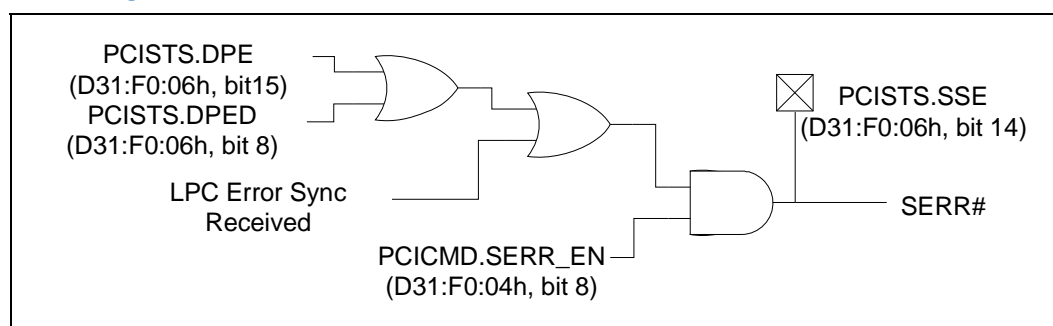 PCISTS.DPE
(D31:F0:06h, bit15)
PCISTS.DPED
(D31:F0:06h, bit 8)
LPC Error Sync
Received
PCICMD.SERR_EN
(D31:F0:04h, bit 8)
PCISTS.SSE
(D31:F0:06h, bit 14)
SERR#